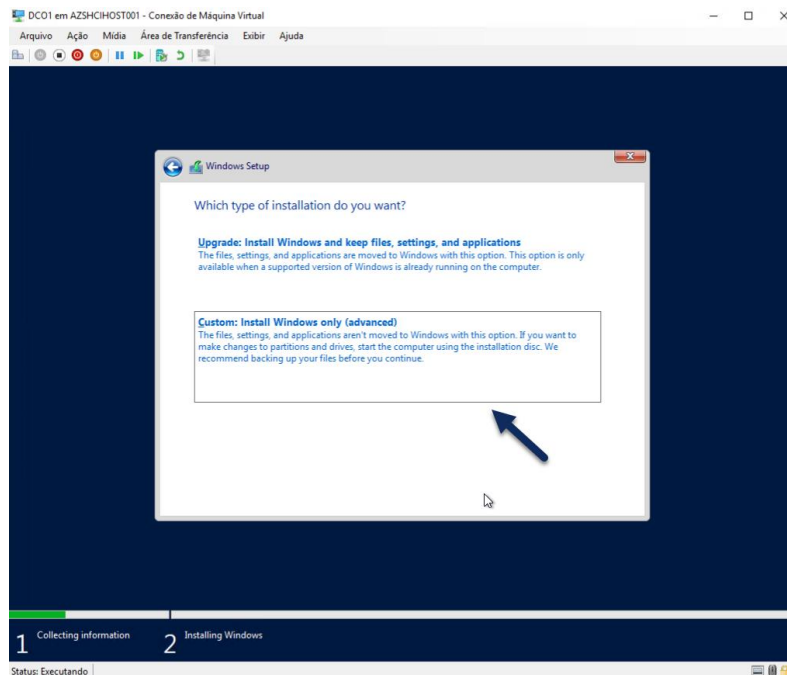 DCO1 em AZSHCIHOST001 - Conexão de Máquina Virtual
Arquivo Ação Mídia Área de Transferência Exibir Ajuda
Windows Setup
Which type of installation do you want?
Upgrade: Install Windows and keep files, settings, and applications
The files, settings, and applications are moved to Windows with this option. This option is only
available when a supported version of Windows is already running on the computer.
Custom: Install Windows only (advanced)
The files, settings, and applications aren't moved to Windows with this option. If you want to
make changes to partitions and drives, start the computer using the installation disc. We
recommend backing up your files before you continue.
1 Collecting information 2 Installing Windows
Status: Executando